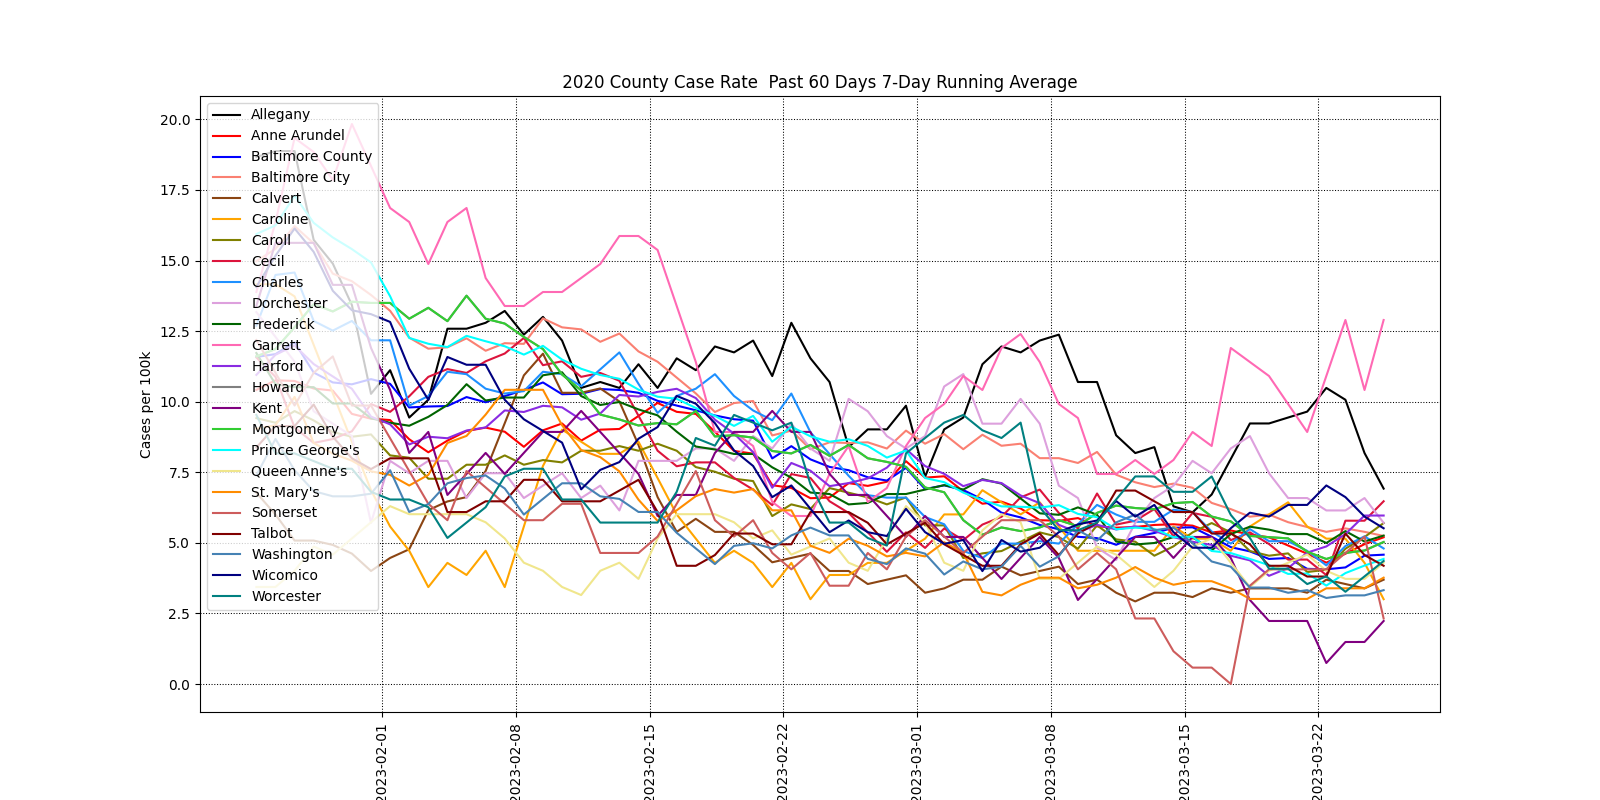 2020 County Case Rate  Past 60 Days 7-Day Running Average
Cases per 100k
20.0
17.5
15.0
12.5
10.0
7.5
5.0
2.5
0.0
Allegany
Anne Arundel
Baltimore County
Baltimore City
Calvert
Caroline
Caroll
Cecil
Charles
Dorchester
Frederick
Garrett
Harford
Howard
Kent
Montgomery
Prince George's
Queen Anne's
St. Mary's
Somerset
Talbot
Washington
Wicomico
Worcester
2023-02-01
2023-02-08
2023-02-15
2023-02-22
2023-03-01
2023-03-08
2023-03-15
2023-03-22